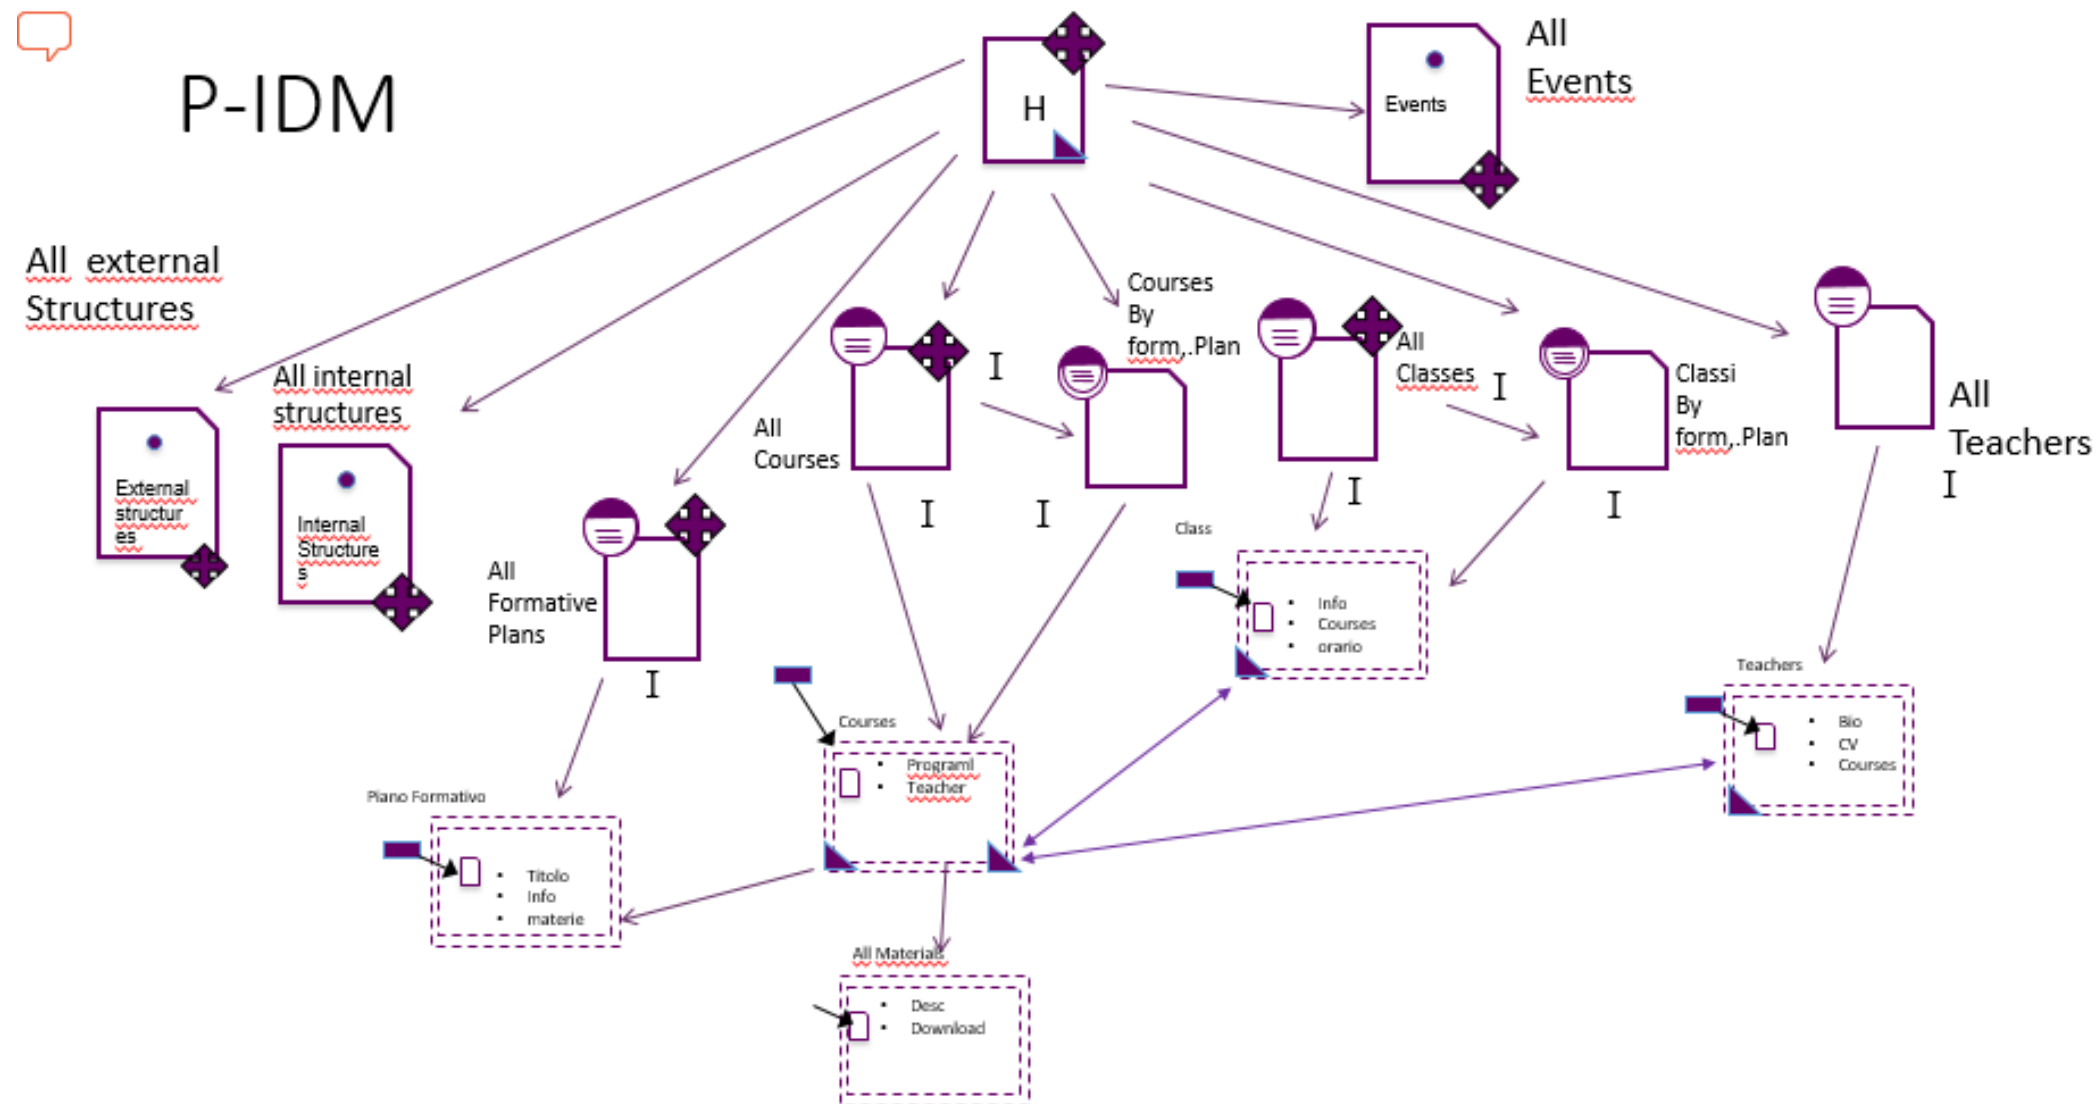 P-IDM
H
Events
All
Events
All external
Structures
All internal
structures
External
structur
es
Internal
Structure
s
All
Formative
Plans
I
All
Courses
I
I
Courses
By
form,.Plan
I
All
Classes
I
I
Classi
By
form,.Plan
I
All
Teachers
I
Class
Info
Courses
orario
Teachers
Bio
CV
Courses
Courses
Programl
Teacher
Piano Formativo
Titolo
Info
materie
All Materials
Desc
Download